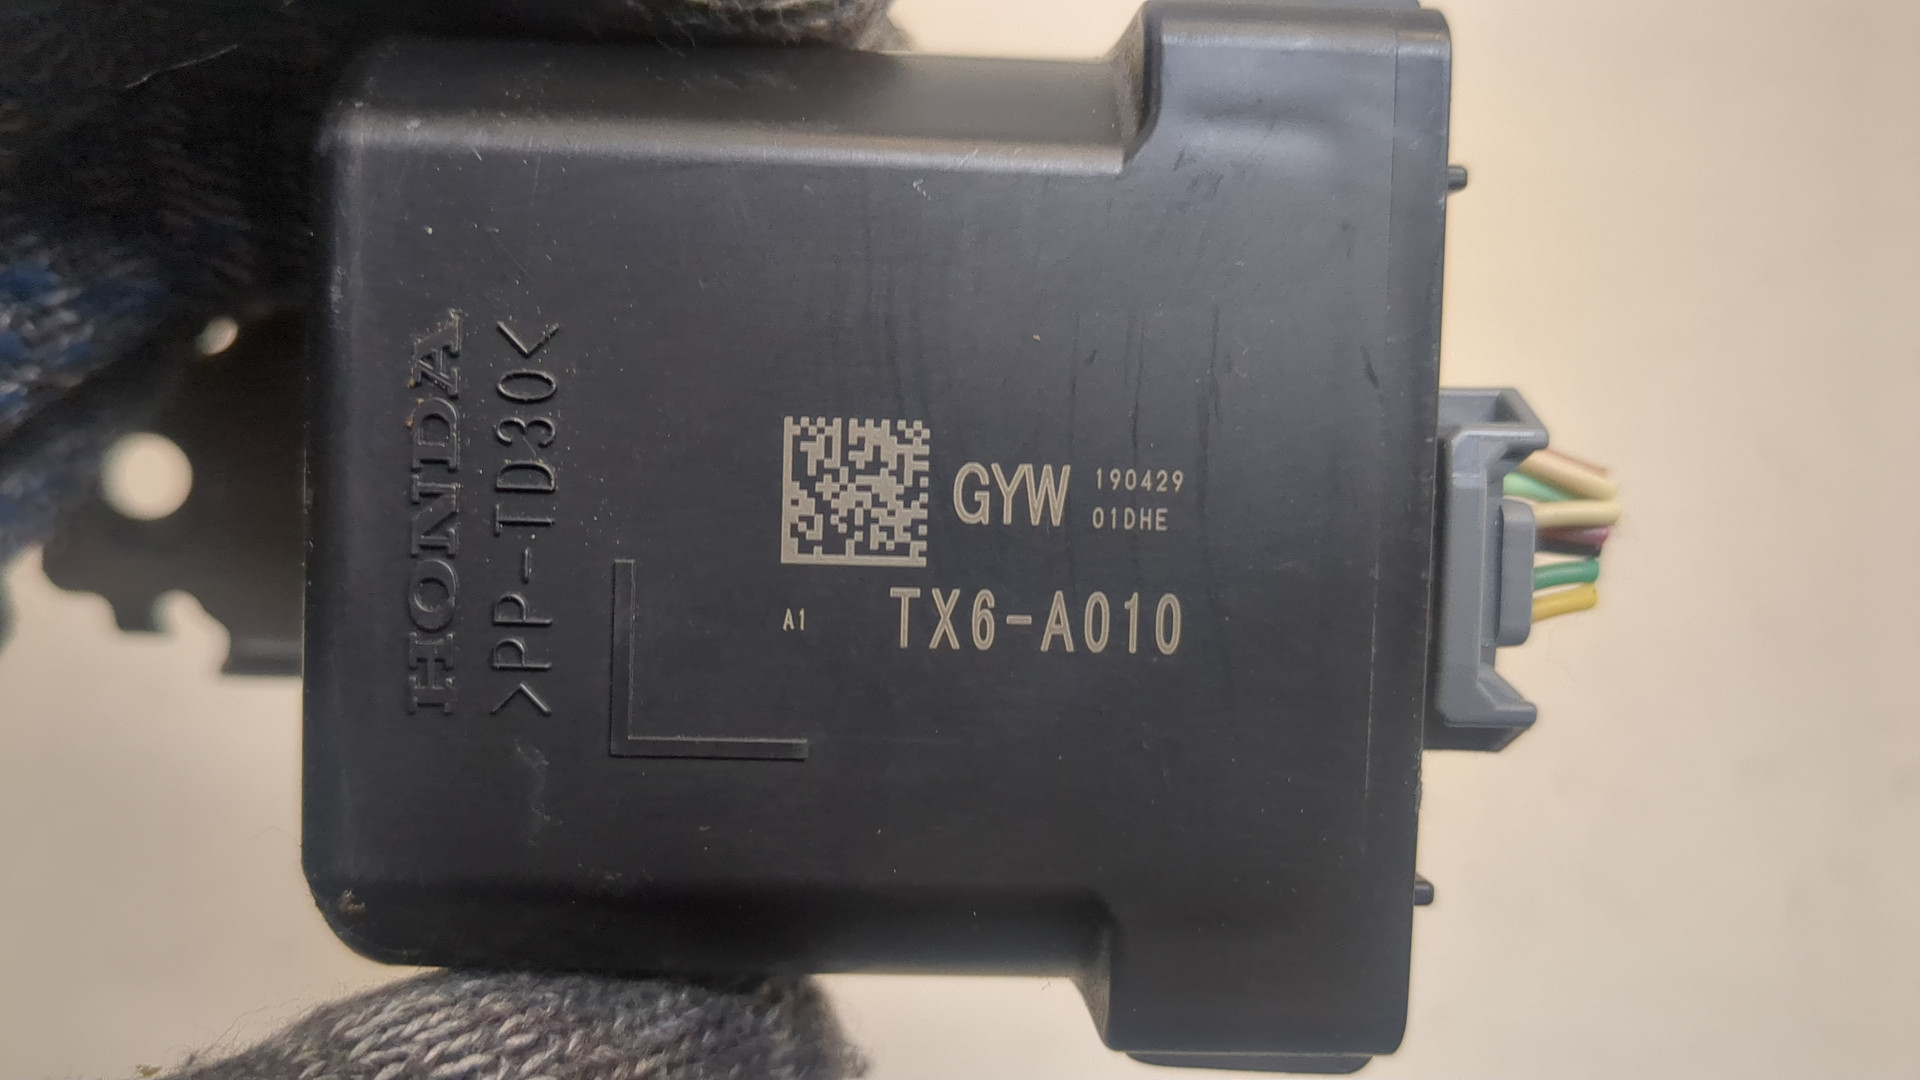 HONDA
>PP-TD30<
GYW
190429
01DHE
A1
TX6-A010